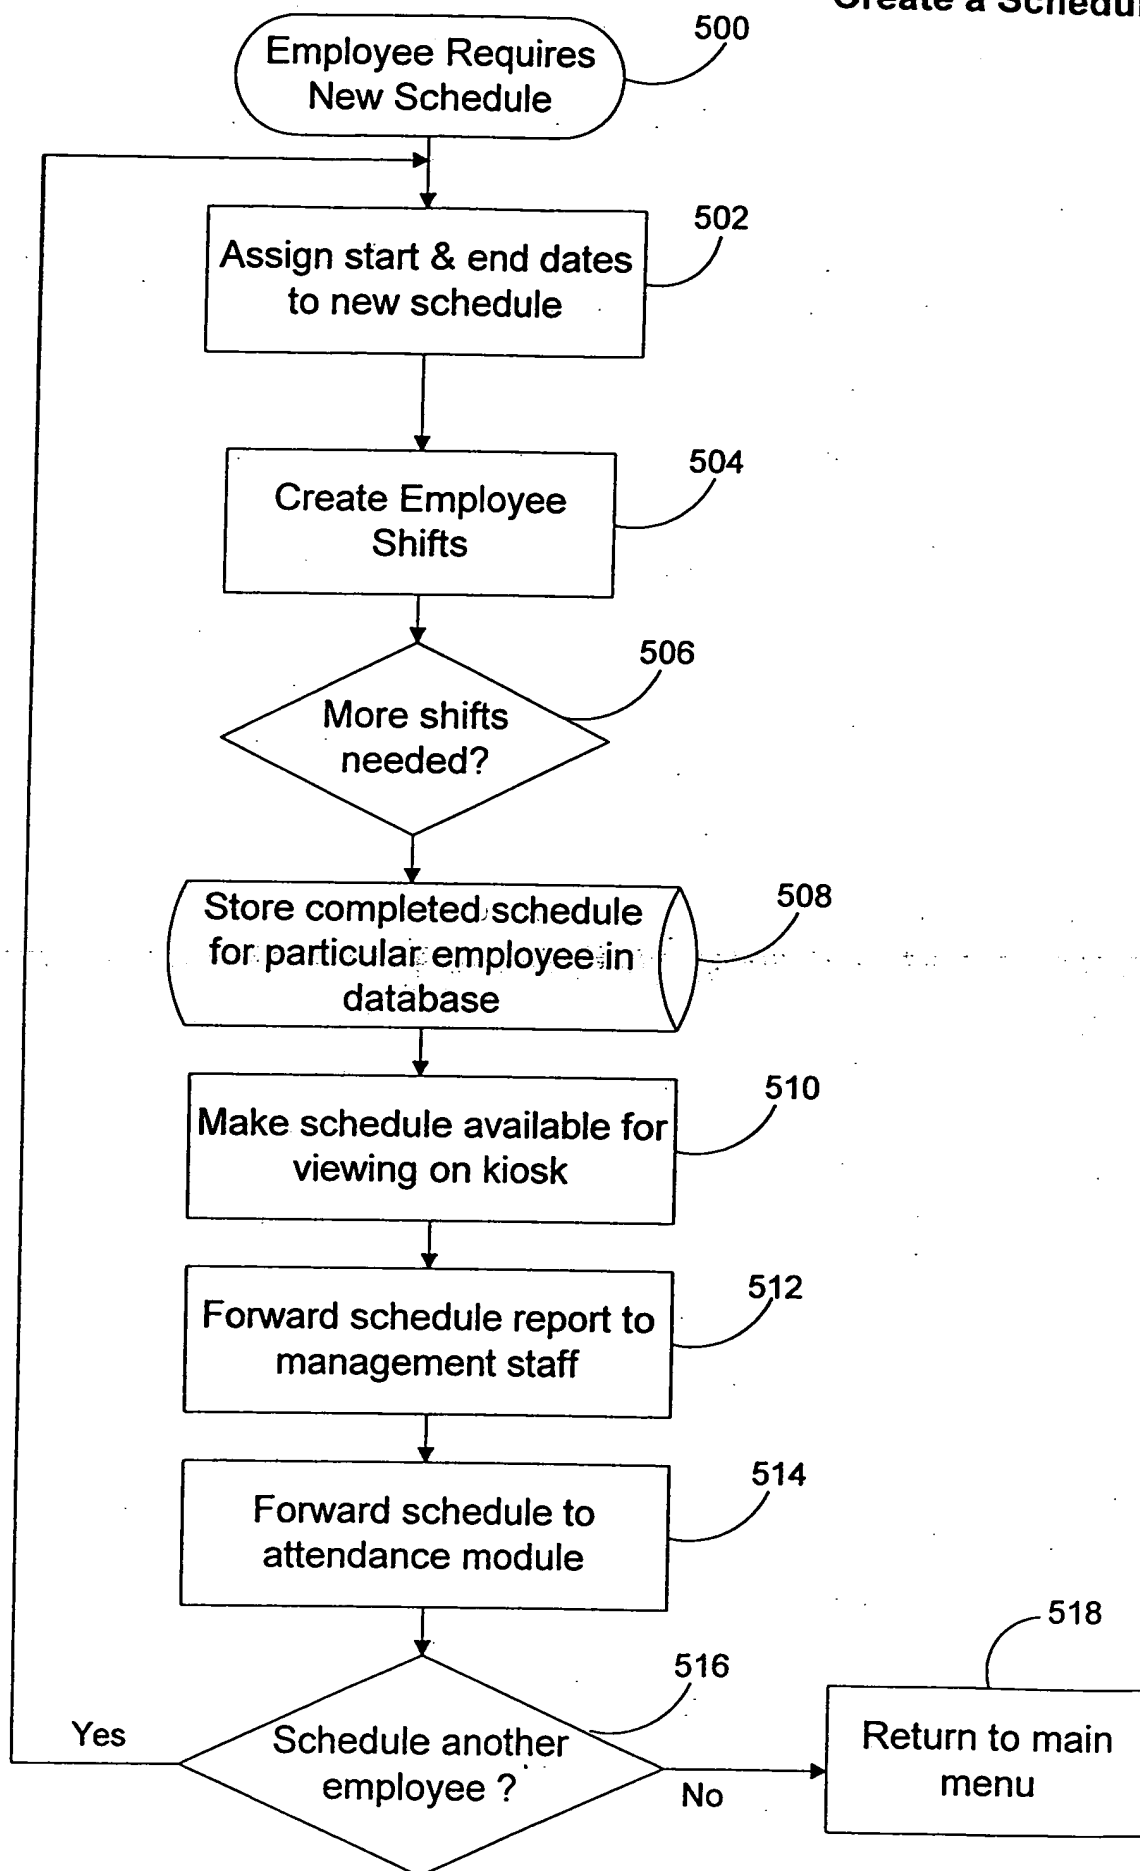 Create a Schedul
500
Employee Requires
New Schedule
502
Assign start & end dates
to new schedule
504
Create Employee
Shifts
506
More shifts
needed?
508
Store completed schedule
for particular employee in
database
510
Make schedule available for
viewing on kiosk
512
Forward schedule report to
management staff
514
Forward schedule to
attendance module
516
Schedule another
employee ?
Yes
No
518
Return to main
menu